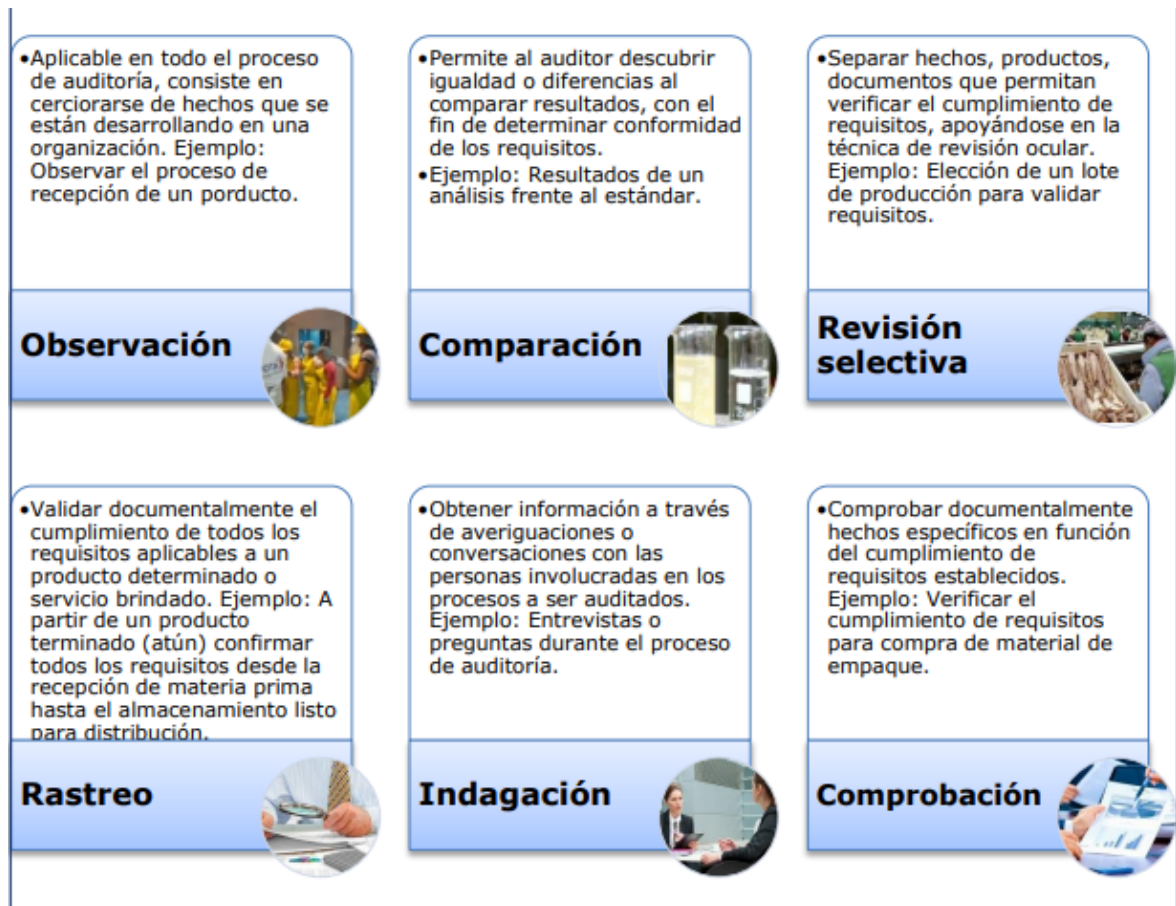 •Aplicable en todo el proceso
de auditoría, consiste en
cerciorarse de hechos que se
están desarrollando en una
organización. Ejemplo:
Observar el proceso de
recepción de un porducto.
Observación
•Permite al auditor descubrir
igualdad o diferencias al
comparar resultados, con el
fin de determinar conformidad
de los requisitos.
•Ejemplo: Resultados de un
análisis frente al estándar.
Comparación
•Separar hechos, productos,
documentos que permitan
verificar el cumplimiento de
requisitos, apoyándose en la
técnica de revisión ocular.
Ejemplo: Elección de un lote
de producción para validar
requisitos.
Revisión
selectiva
•Validar documentalmente el
cumplimiento de todos los
requisitos aplicables a un
producto determinado o
servicio brindado. Ejemplo: A
partir de un producto
terminado (atún) confirmar
todos los requisitos desde la
recepción de materia prima
hasta el almacenamiento listo
para distribución.
Rastreo
•Obtener información a través
de averiguaciones o
conversaciones con las
personas involucradas en los
procesos a ser auditados.
Ejemplo: Entrevistas o
preguntas durante el proceso
de auditoría.
Indagación
•Comprobar documentalmente
hechos específicos en función
del cumplimiento de
requisitos establecidos.
Ejemplo: Verificar el
cumplimiento de requisitos
para compra de material de
empaque.
Comprobación